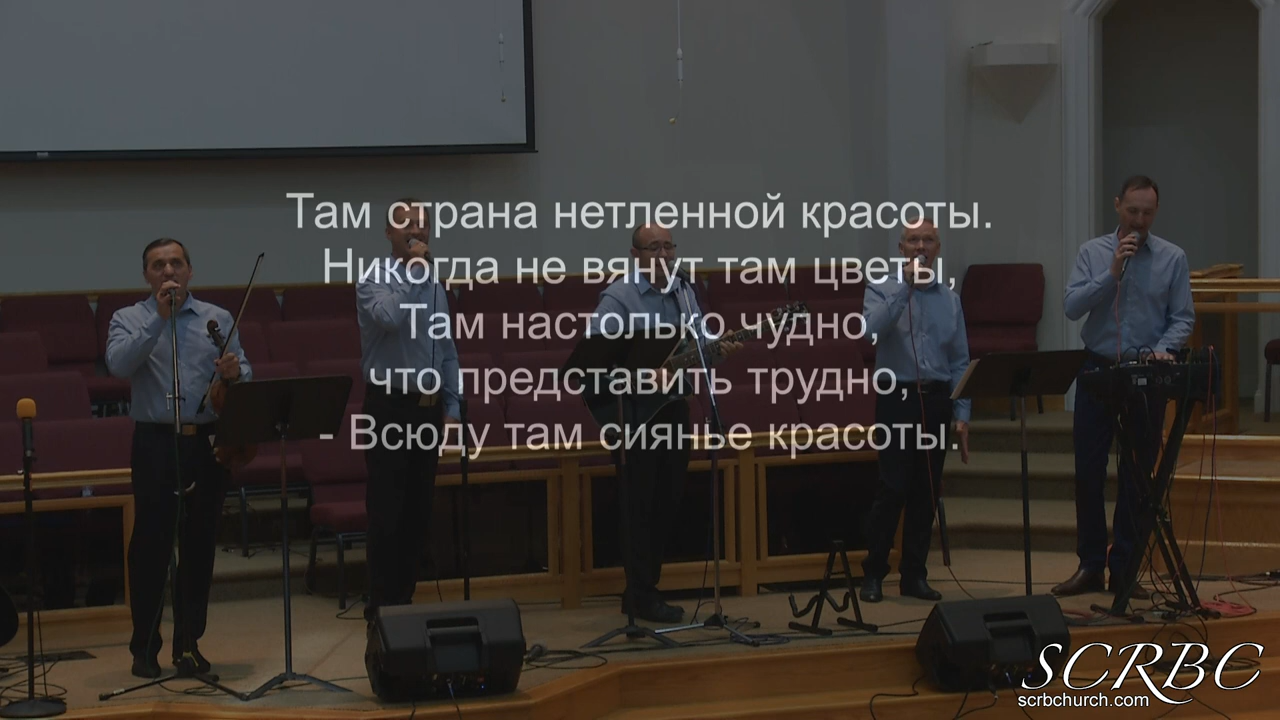 Там страна нетленной красоты.
Никогда не вянут там цветы,
Там настолько чудно,
что представить трудно,
- Всюду там сиянье красоты.
SCRBC
scrbchurch.com